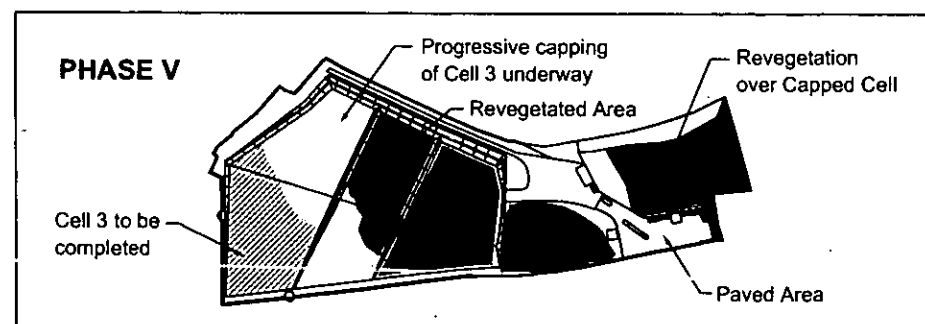 PHASE V
Progressive capping
of Cell 3 underway
Revegetated Area
Revegetation
over Capped Cell
Cell 3 to be
completed
Paved Area